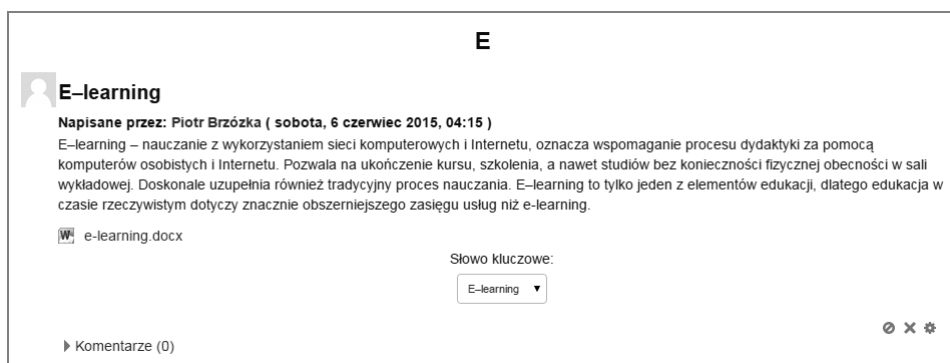 E
E–learning
Napisane przez: Piotr Brzózka ( sobota, 6 czerwiec 2015, 04:15 )
E–learning – nauczanie z wykorzystaniem sieci komputerowych i Internetu, oznacza wspomaganie procesu dydaktyki za pomocą
komputerów osobistych i Internetu. Pozwala na ukończenie kursu, szkolenia, a nawet studiów bez konieczności fizycznej obecności w sali
wykładowej. Doskonale uzupełnia również tradycyjny proces nauczania. E–learning to tylko jeden z elementów edukacji, dlatego edukacja w
czasie rzeczywistym dotyczy znacznie obszerniejszego zasięgu usług niż e-learning.
e-learning.docx
Słowo kluczowe:
E–learning
Komentarze (0)